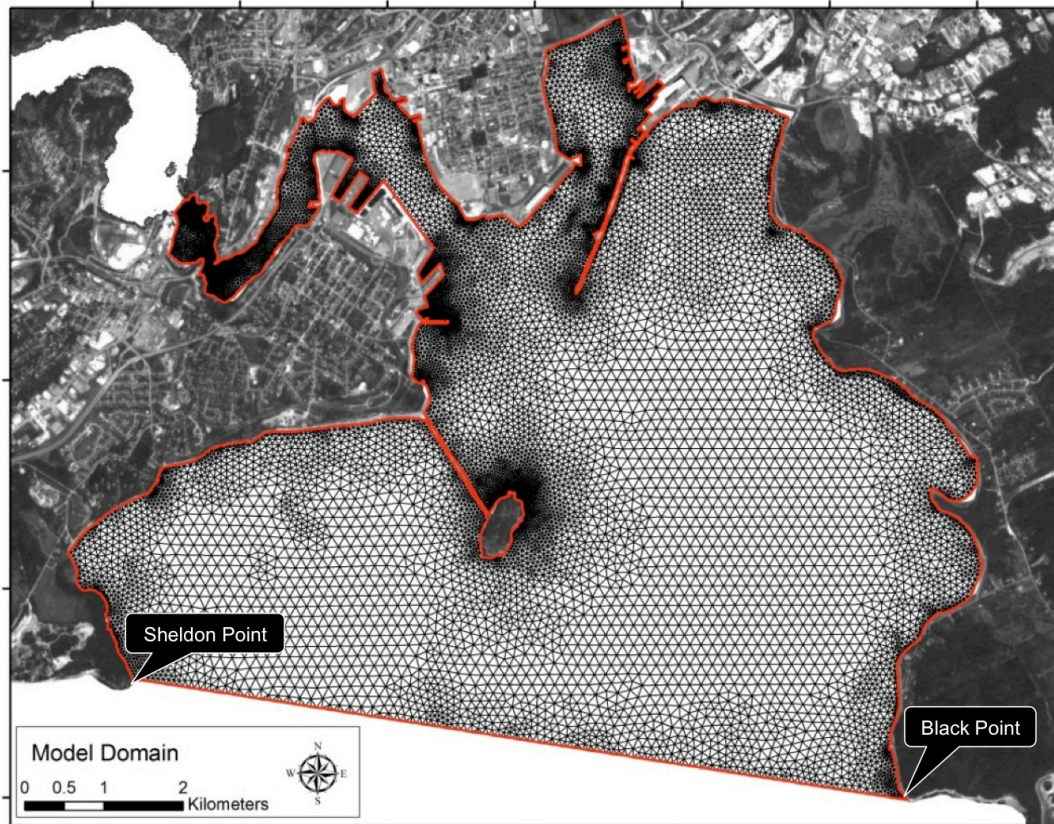 Sheldon Point
Black Point
Model Domain
N
W E
S
0 0.5 1 2
Kilometers